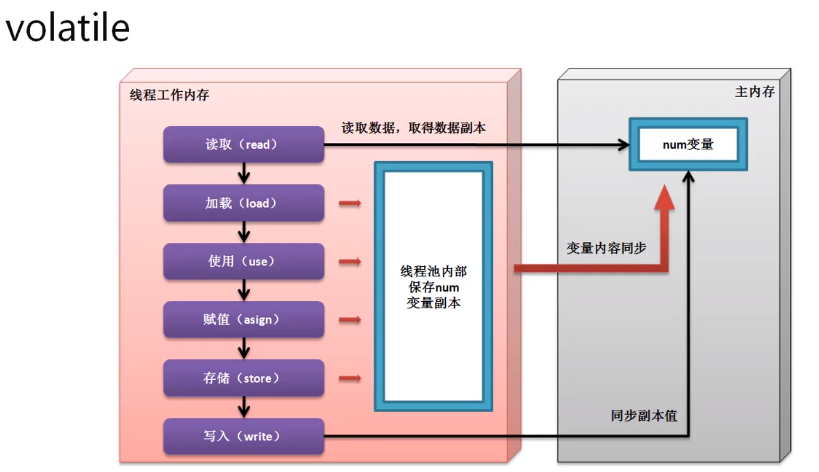 volatile
线程工作内存
主内存
读取（read）
读取数据，取得数据副本
num变量
加载（load）
使用（use）
赋值（asign）
存储（store）
写入（write）
线程池内部
保存num
变量副本
变量内容同步
同步副本值